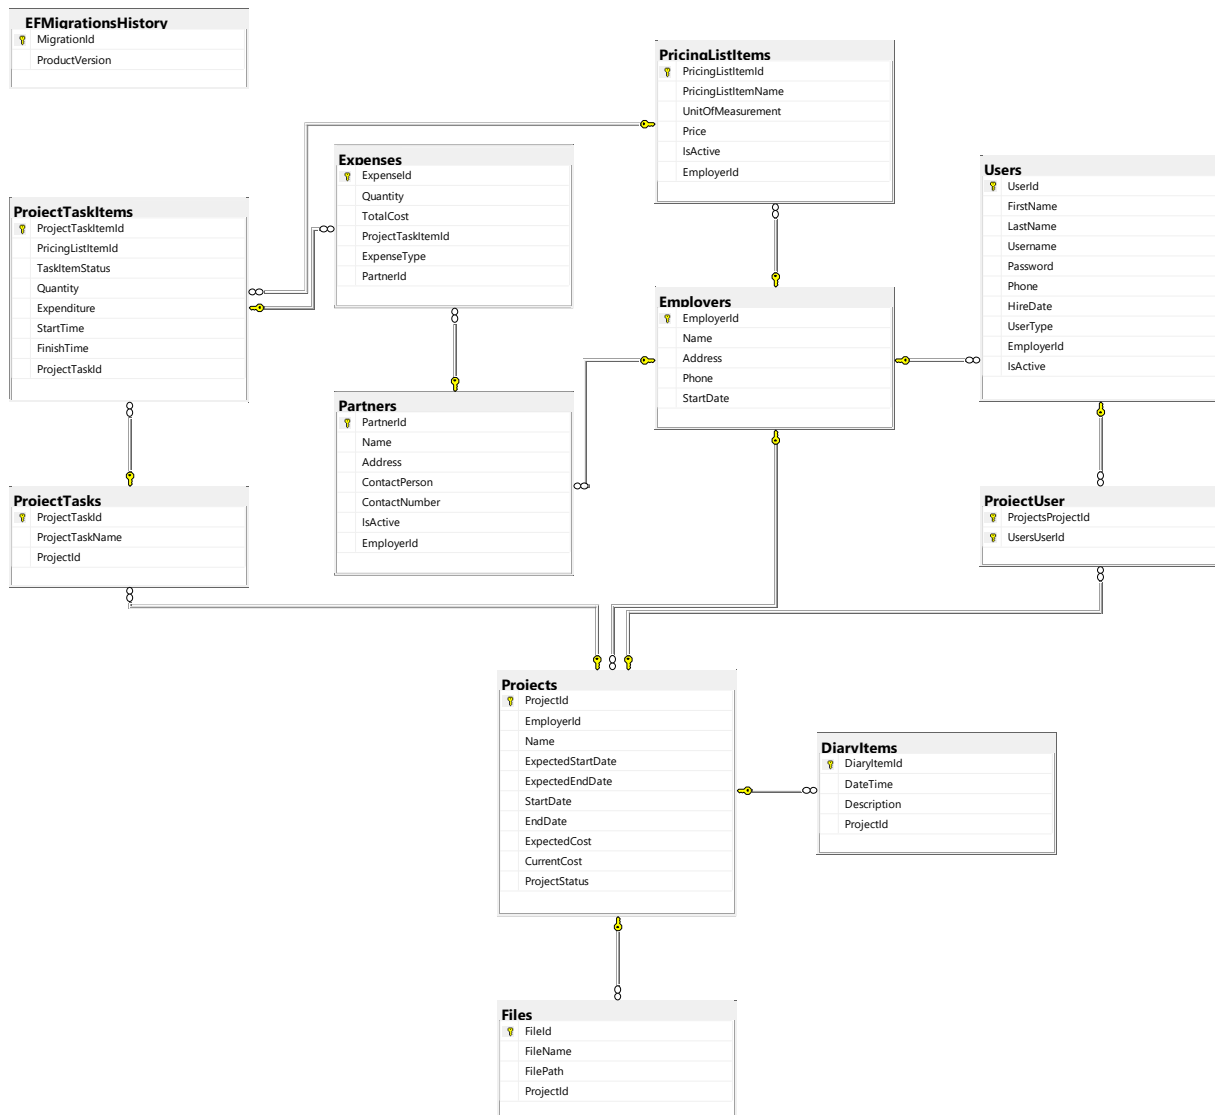 EFMigrationsHistory
MigrationId
ProductVersion
PricingListItems
PricingListItemId
PricingListItemName
UnitOfMeasurement
Price
IsActive
EmployerId
Expenses
ExpenseId
Quantity
TotalCost
ProjectTaskItemId
ExpenseType
PartnerId
Users
UserId
FirstName
LastName
Username
Password
Phone
HireDate
UserType
EmployerId
IsActive
ProjectTaskItems
ProjectTaskItemId
PricingListItemId
TaskItemStatus
Quantity
Expenditure
StartTime
FinishTime
ProjectTaskId
Employers
EmployerId
Name
Address
Phone
StartDate
Partners
PartnerId
Name
Address
ContactPerson
ContactNumber
IsActive
EmployerId
ProjectTasks
ProjectTaskId
ProjectTaskName
ProjectId
ProjectUser
ProjectsProjectId
UsersUserId
Projects
ProjectId
EmployerId
Name
ExpectedStartDate
ExpectedEndDate
StartDate
EndDate
ExpectedCost
CurrentCost
ProjectStatus
DiaryItems
DiaryItemId
DateTime
Description
ProjectId
Files
FileId
FileName
FilePath
ProjectId